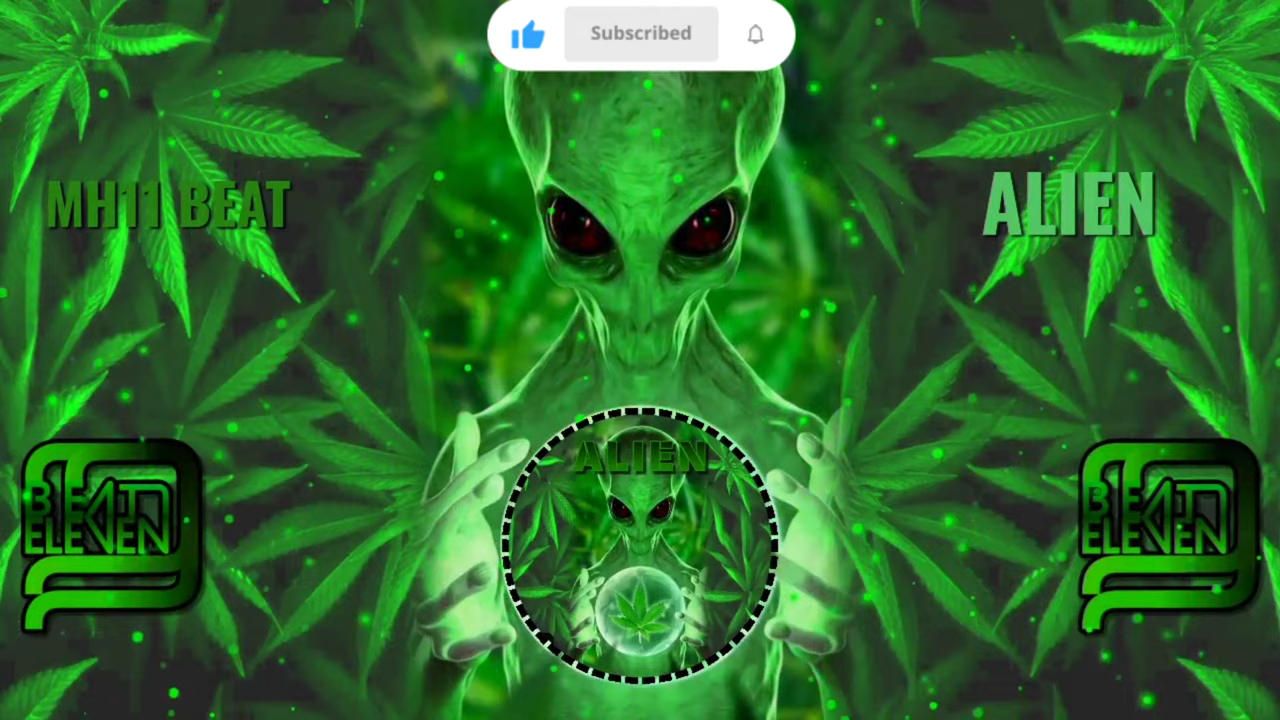 Subscribed
MH11 BEAT
ALIEN
ALIEN
BEAT
ELEVEN
BEAT
ELEVEN